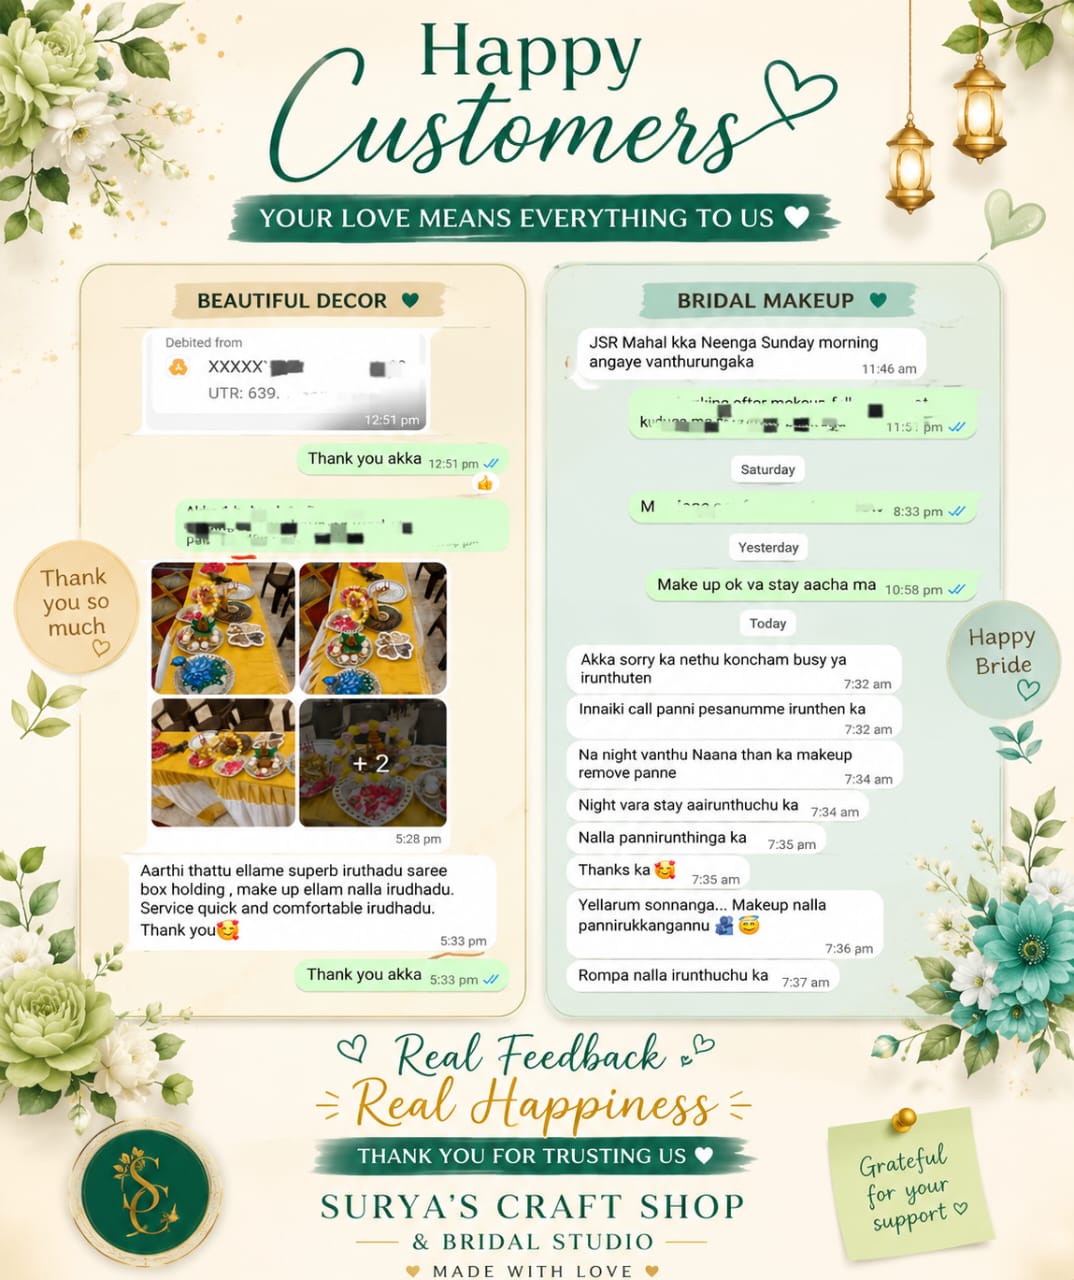 Happy
Customers
YOUR LOVE MEANS EVERYTHING TO US
BEAUTIFUL DECOR
Debited from
XXXXX
UTR: 639.
12:51 pm
Thank you akka 12:51 pm
5:28 pm
+ 2
Aarthi thattu ellame superb iruthadu saree
box holding , make up ellam nalla irudhadu.
Service quick and comfortable irudhadu.
Thank you🥰
5:33 pm
Thank you akka 5:33 pm
Thank
you so
much
BRIDAL MAKEUP
JSR Mahal kka Neenga Sunday morning
angaye vanthurungaka
11:46 am
11:51 pm
Saturday
M
8:33 pm
Yesterday
Make up ok va stay aacha ma 10:58 pm
Today
Akka sorry ka nethu koncham busy ya
irunthuten
7:32 am
Innaiki call panni pesanumme irunthen ka
7:32 am
Na night vanthu Naana than ka makeup
remove panne
7:34 am
Night vara stay aairunthuchu ka 7:34 am
Nalla pannirunthinga ka 7:35 am
Thanks ka 🥰 7:35 am
Yellarum sonnanga... Makeup nalla
pannirukkangannu 🫂 😇
7:36 pm
Rompa nalla irunthuchu ka 7:37 am
Happy
Bride
Real Feedback
Real Happiness
THANK YOU FOR TRUSTING US
SURYA'S CRAFT SHOP
& BRIDAL STUDIO
MADE WITH LOVE
Grateful
for your
support